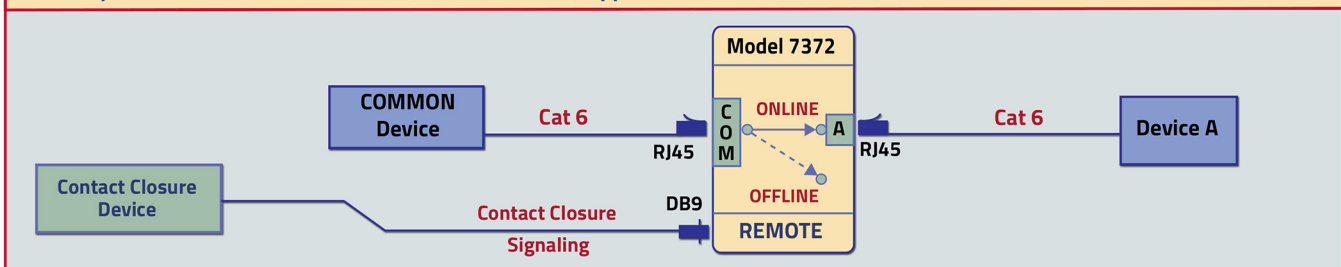 Model 7372
COMMON
Device
Cat 6
RJ45
C
O
M
ONLINE
A
OFFLINE
RJ45
Cat 6
Device A
Contact Closure
Device
Contact Closure
Signaling
DB9
REMOTE